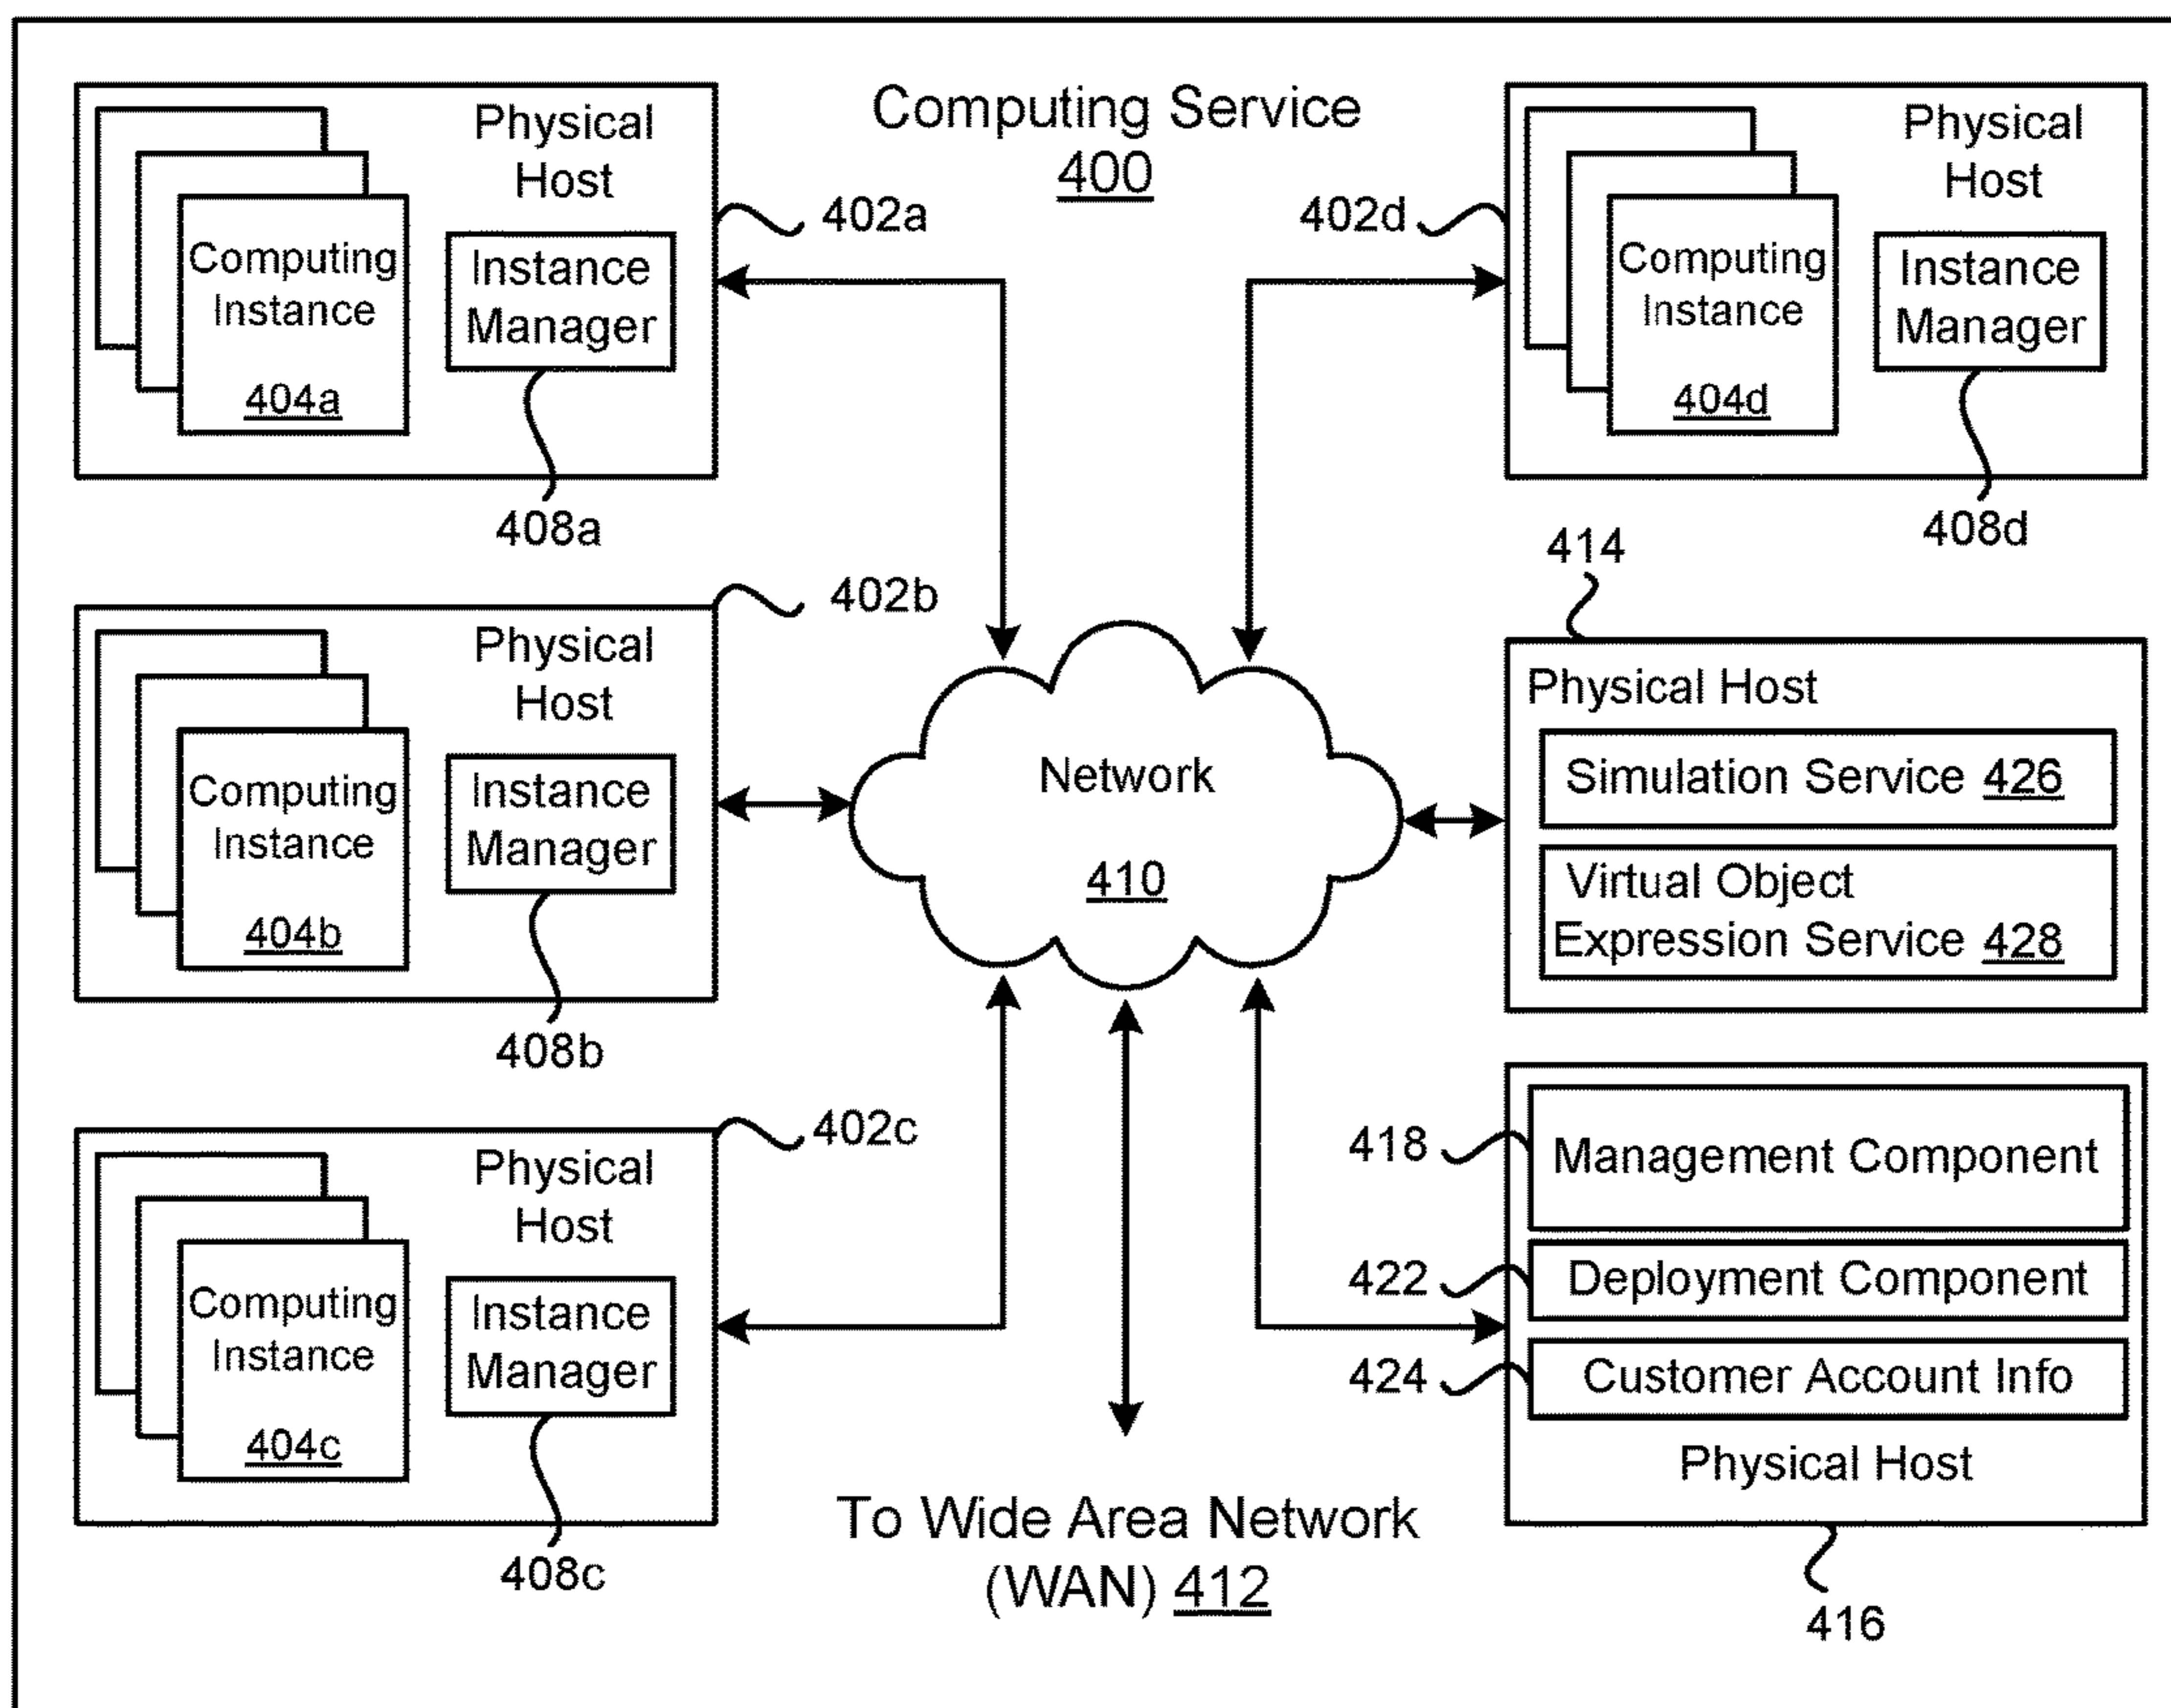 Computing Service
400
Physical
Host
Computing
Instance
404a
Instance
Manager
402a
408a
Physical
Host
Computing
Instance
404d
Instance
Manager
402d
408d
Physical
Host
Computing
Instance
404b
Instance
Manager
402b
408b
Network
410
414
Physical Host
Simulation Service 426
Virtual Object
Expression Service 428
Physical
Host
Computing
Instance
404c
Instance
Manager
402c
408c
To Wide Area Network
(WAN) 412
418
Management Component
422
Deployment Component
424
Customer Account Info
Physical Host
416